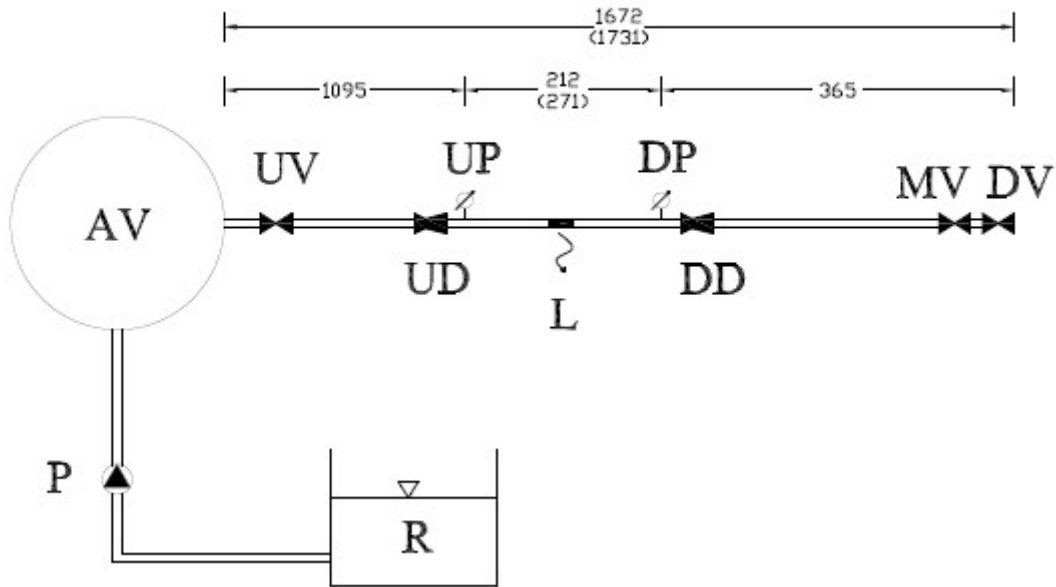 1672
(1731)
1095
212
(271)
365
UV
UP
DP
MV
DV
AV
UD
L
DD
P
R